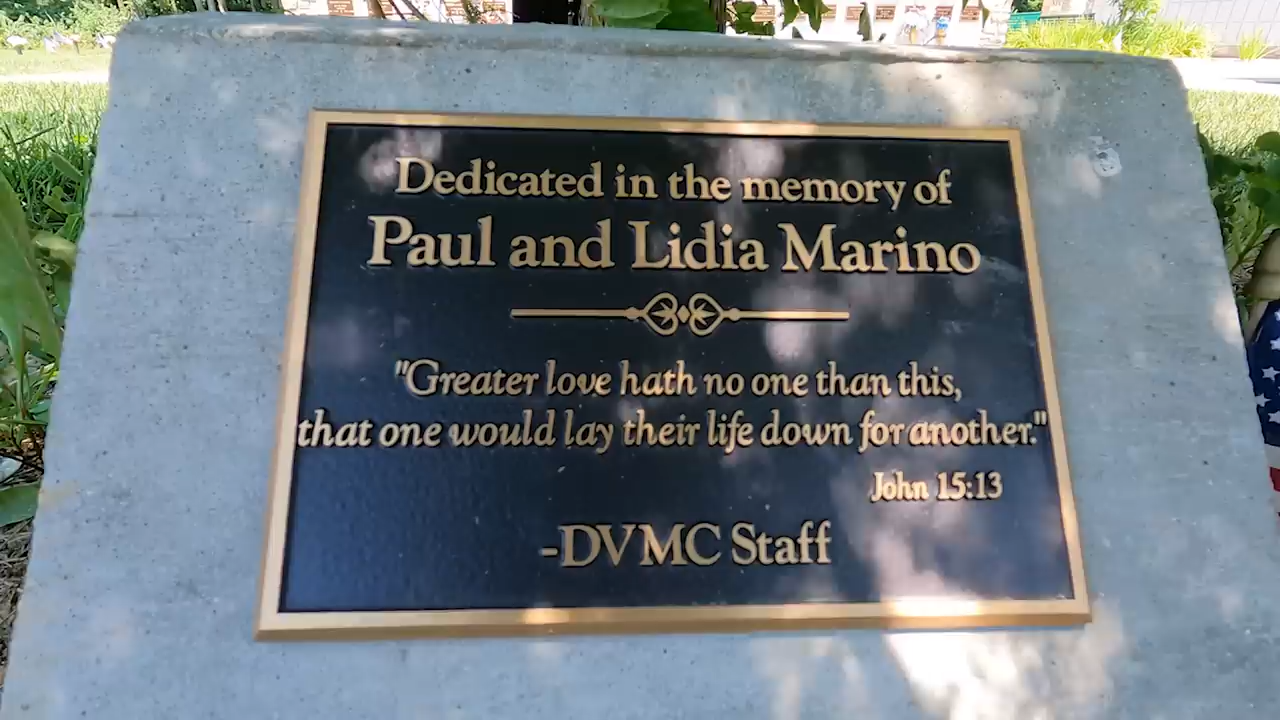 Dedicated in the memory of
Paul and Lidia Marino
"Greater love hath no one than this,
that one would lay their life down for another."
John 15:13
-DVMC Staff